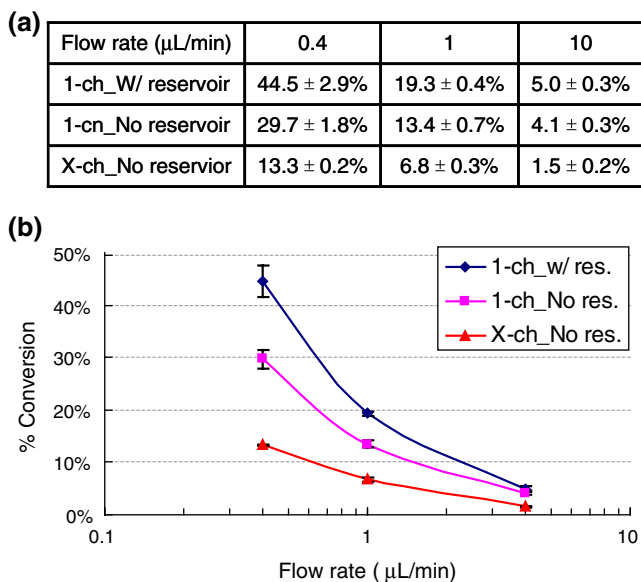 (a)
Flow rate (μL/min) 0.4 1 10
1-ch_W/ reservoir 44.5 ± 2.9% 19.3 ± 0.4% 5.0 ± 0.3%
1-cn_No reservoir 29.7 ± 1.8% 13.4 ± 0.7% 4.1 ± 0.3%
X-ch_No reservior 13.3 ± 0.2% 6.8 ± 0.3% 1.5 ± 0.2%
(b)
50%
40%
30%
20%
10%
0%
% Conversion
1-ch_w/ res.
1-ch_No res.
X-ch_No res.
0.1 1 10
Flow rate ( μL/min)